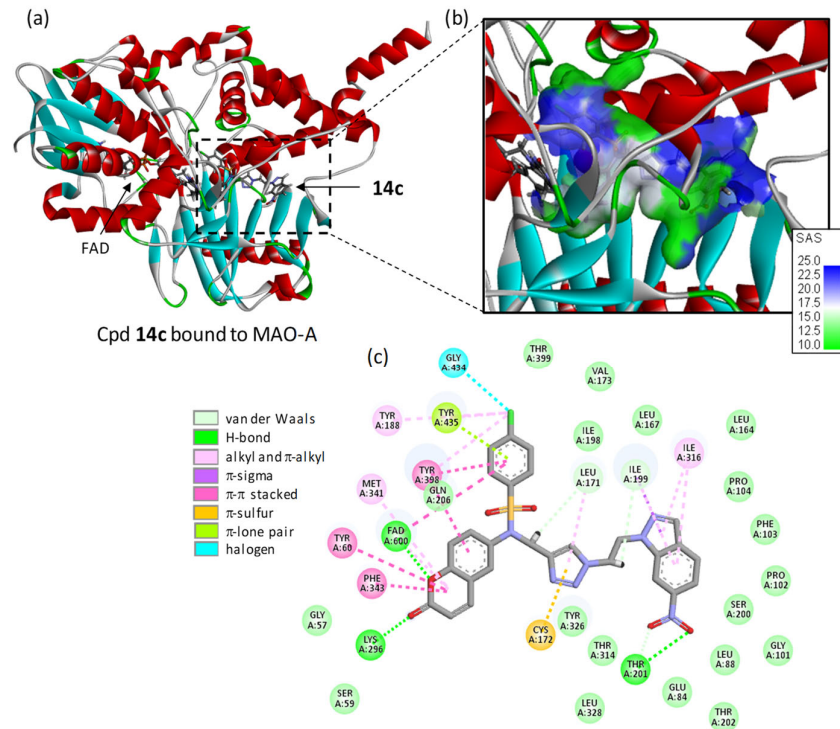 (a)
(b)
14c
FAD
Cpd 14c bound to MAO-A
SAS
25.0
22.5
20.0
17.5
15.0
12.5
10.0
(c)
van der Waals
H-bond
alkyl and π-alkyl
π-sigma
π-π stacked
π-sulfur
π-lone pair
halogen
GLY
A:434
THR
A:399
VAL
A:173
TYR
A:188
TYR
A:435
ILE
A:198
LEU
A:167
LEU
A:164
ILE
A:316
MET
A:341
TYR
A:398
GLN
A:206
LEU
A:171
ILE
A:199
PRO
A:104
FAD
A:600
PHE
A:103
TYR
A:60
PHE
A:343
PRO
A:102
GLY
A:57
LYS
A:296
CYS
A:172
TYR
A:326
SER
A:200
THR
A:314
THR
A:201
LEU
A:88
GLY
A:101
SER
A:59
LEU
A:328
GLU
A:84
THR
A:202